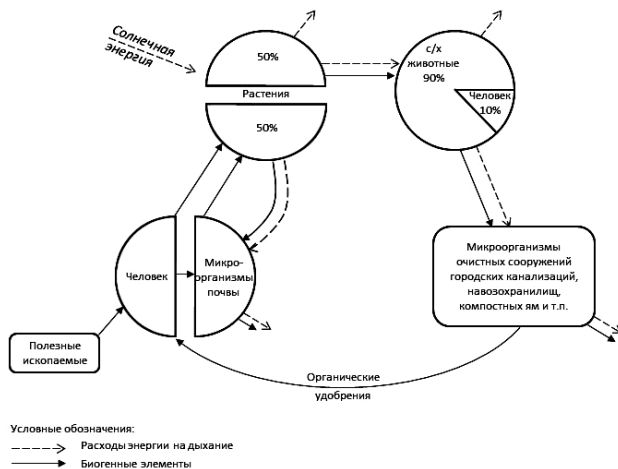 Солнечная
энергия
50%
Растения
50%
с/х
животные
90%
Человек
10%
Человек
Микро-
организмы
почвы
Микроорганизмы
очистных сооружений
городских канализаций,
навозохранилищ,
компостных ям и т.п.
Полезные
ископаемые
Органические
удобрения
Условные обозначения:
Расходы энергии на дыхание
Биогенные элементы